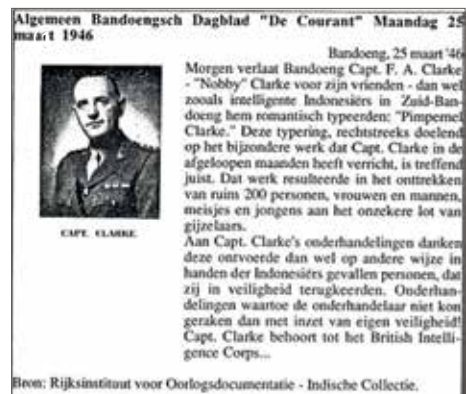 Algemeen Bandoengsch Dagblad "De Courant" Maandag 25
maart 1946
Bandoeng, 25 maart '46
Morgen verlaat Bandoeng Capt. F. A. Clarke
- "Nobby" Clarke voor zijn vrienden - dan wel
zooals intelligente Indonesiërs in Zuid-Ban-
doeng hem romantisch typeerden: "Pimpernel
Clarke." Deze typering, rechtstreeks doelend
op het bijzondere werk dat Capt. Clarke in de
afgeloopen maanden heeft verricht, is treffend
juist. Dat werk resulteerde in het onttrekken
van ruim 200 personen, vrouwen en mannen,
meisjes en jongens aan het onzekere lot van
gijzelaars.
CAPT. CLARKE
Aan Capt. Clarke's onderhandelingen danken
deze ontvoerde dan wel op andere wijze in
handen der Indonesiërs gevallen personen, dat
zij in veiligheid terugkeerden. Onderhan-
delingen waartoe de onderhandelaar niet kon
geraken dan met inzet van eigen veiligheid!
Capt. Clarke behoort tot het British Intelli-
gence Corps...
Bron: Rijksinstituut voor Oorlogsdocumentatie - Indische Collectie.